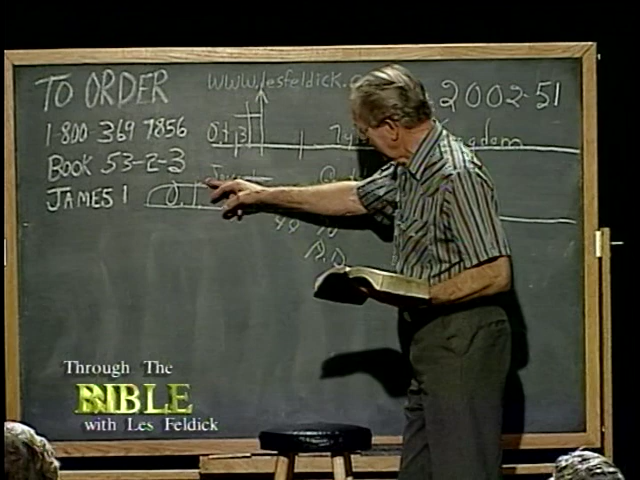 TO ORDER
www.lesfeldick.o
2002-51
1-800 369 7856
Book 53-2-3
JAMES 1
A.D.
Through The
BIBLE
with Les Feldick